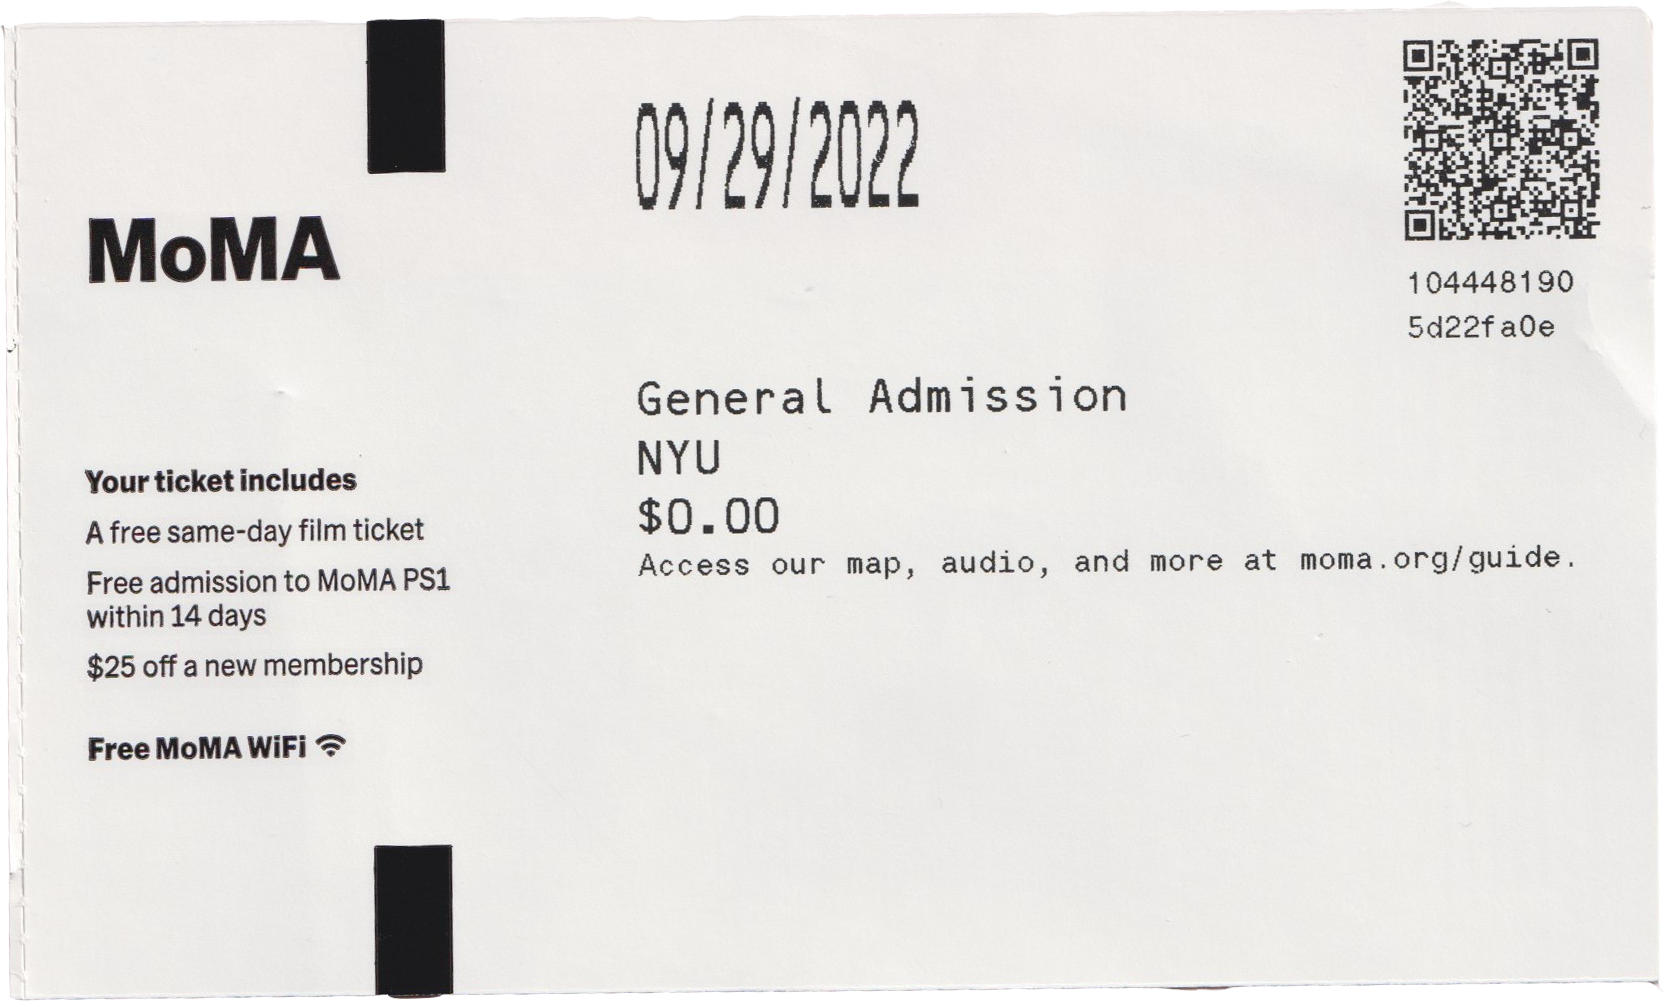 MoMA
Your ticket includes
A free same-day film ticket
Free admission to MoMA PS1
within 14 days
$25 off a new membership
Free MoMA WiFi
09/29/2022
General Admission
NYU
$0.00
Access our map, audio, and more at moma.org/guide.
104448190
5d22fa0e